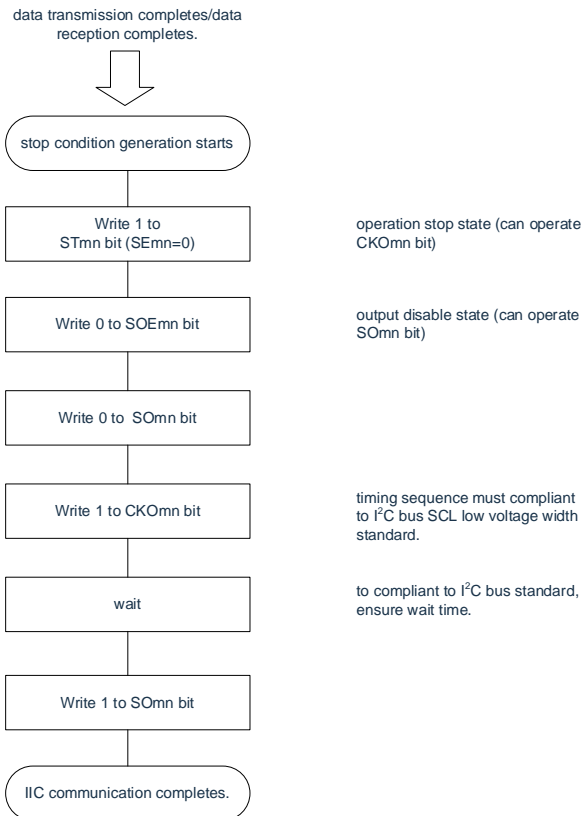 data transmission completes/data
reception completes.
stop condition generation starts
Write 1 to
STmn bit (SEmn=0)
operation stop state (can operate
CKOmn bit)
Write 0 to SOEmn bit
output disable state (can operate
SOmn bit)
Write 0 to SOmn bit
Write 1 to CKOmn bit
timing sequence must compliant
to I²C bus SCL low voltage width
standard.
wait
to compliant to I²C bus standard,
ensure wait time.
Write 1 to SOmn bit
IIC communication completes.